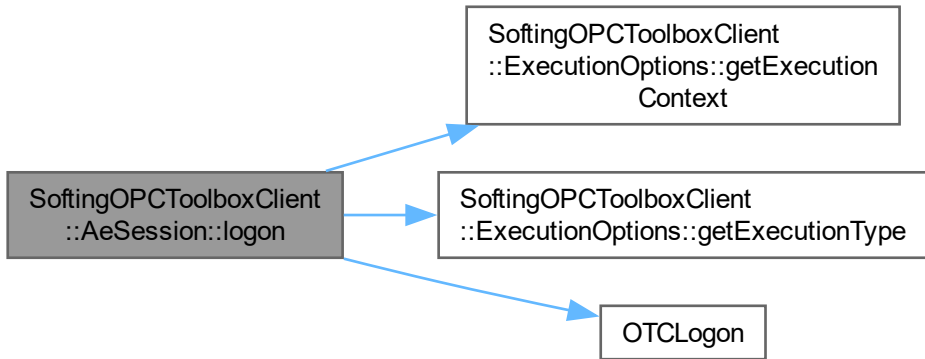 SoftingOPCToolboxClient
::AeSession::logon
SoftingOPCToolboxClient
::ExecutionOptions::getExecution
Context
SoftingOPCToolboxClient
::ExecutionOptions::getExecutionType
OTCLogon